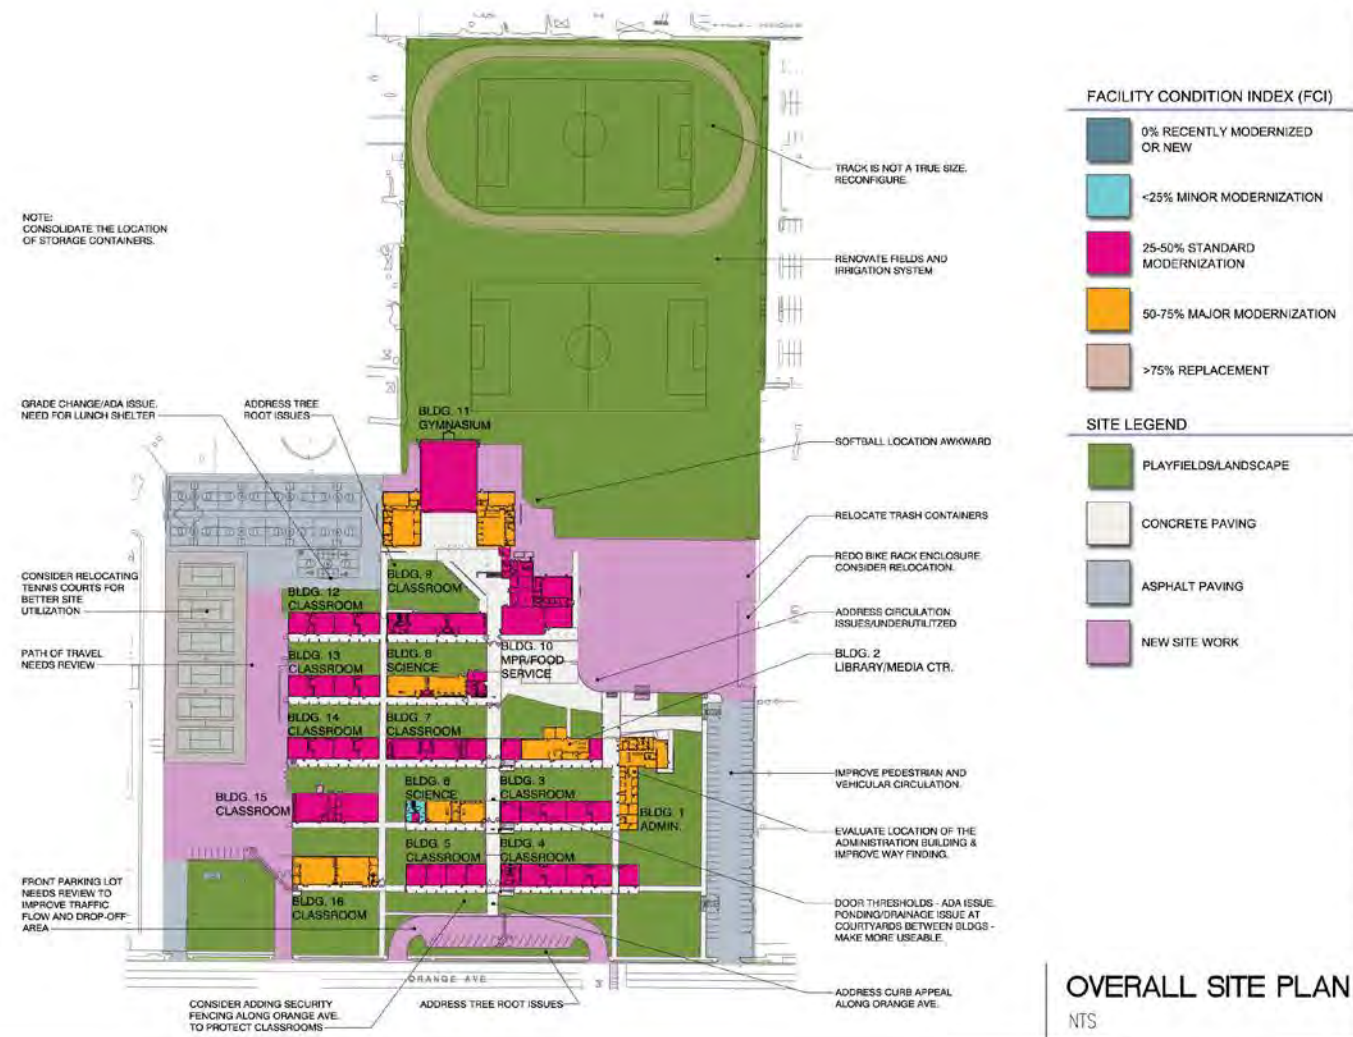 NOTE:
CONSOLIDATE THE LOCATION
OF STORAGE CONTAINERS.
GRADE CHANGE/ADA ISSUE.
NEED FOR LUNCH SHELTER
ADDRESS TREE
ROOT ISSUES
CONSIDER RELOCATING
TENNIS COURTS FOR
BETTER SITE
UTILIZATION
PATH OF TRAVEL
NEEDS REVIEW
FRONT PARKING LOT
NEEDS REVIEW TO
IMPROVE TRAFFIC
FLOW AND DROP-OFF
AREA
CONSIDER ADDING SECURITY
FENCING ALONG ORANGE AVE.
TO PROTECT CLASSROOMS
ADDRESS TREE ROOT ISSUES
ORANGE AVE
BLDG. 11
GYMNASIUM
BLDG. 9
CLASSROOM
BLDG. 12
CLASSROOM
BLDG. 13
CLASSROOM
BLDG. 8
SCIENCE
BLDG. 10
MPR/FOOD
SERVICE
BLDG. 14
CLASSROOM
BLDG. 7
CLASSROOM
BLDG. 15
CLASSROOM
BLDG. 6
SCIENCE
BLDG. 3
CLASSROOM
BLDG. 1
ADMIN.
BLDG. 5
CLASSROOM
BLDG. 4
CLASSROOM
BLDG. 16
CLASSROOM
TRACK IS NOT A TRUE SIZE.
RECONFIGURE.
RENOVATE FIELDS AND
IRRIGATION SYSTEM
SOFTBALL LOCATION AWKWARD
RELOCATE TRASH CONTAINERS
REDO BIKE RACK ENCLOSURE.
CONSIDER RELOCATION.
ADDRESS CIRCULATION
ISSUES/UNDERUTILITZED
BLDG. 2
LIBRARY/MEDIA CTR.
IMPROVE PEDESTRIAN AND
VEHICULAR CIRCULATION.
EVALUATE LOCATION OF THE
ADMINISTRATION BUILDING &
IMPROVE WAY FINDING.
DOOR THRESHOLDS - ADA ISSUE.
PONDING/DRAINAGE ISSUE AT
COURTYARDS BETWEEN BLDGS -
MAKE MORE USEABLE.
ADDRESS CURB APPEAL
ALONG ORANGE AVE.
FACILITY CONDITION INDEX (FCI)
0% RECENTLY MODERNIZED
OR NEW
<25% MINOR MODERNIZATION
25-50% STANDARD
MODERNIZATION
50-75% MAJOR MODERNIZATION
>75% REPLACEMENT
SITE LEGEND
PLAYFIELDS/LANDSCAPE
CONCRETE PAVING
ASPHALT PAVING
NEW SITE WORK
OVERALL SITE PLAN
NTS